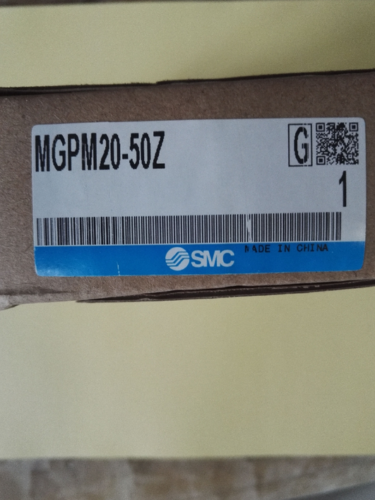 MGPM20-50Z
G
1
MADE IN CHINA
SMC